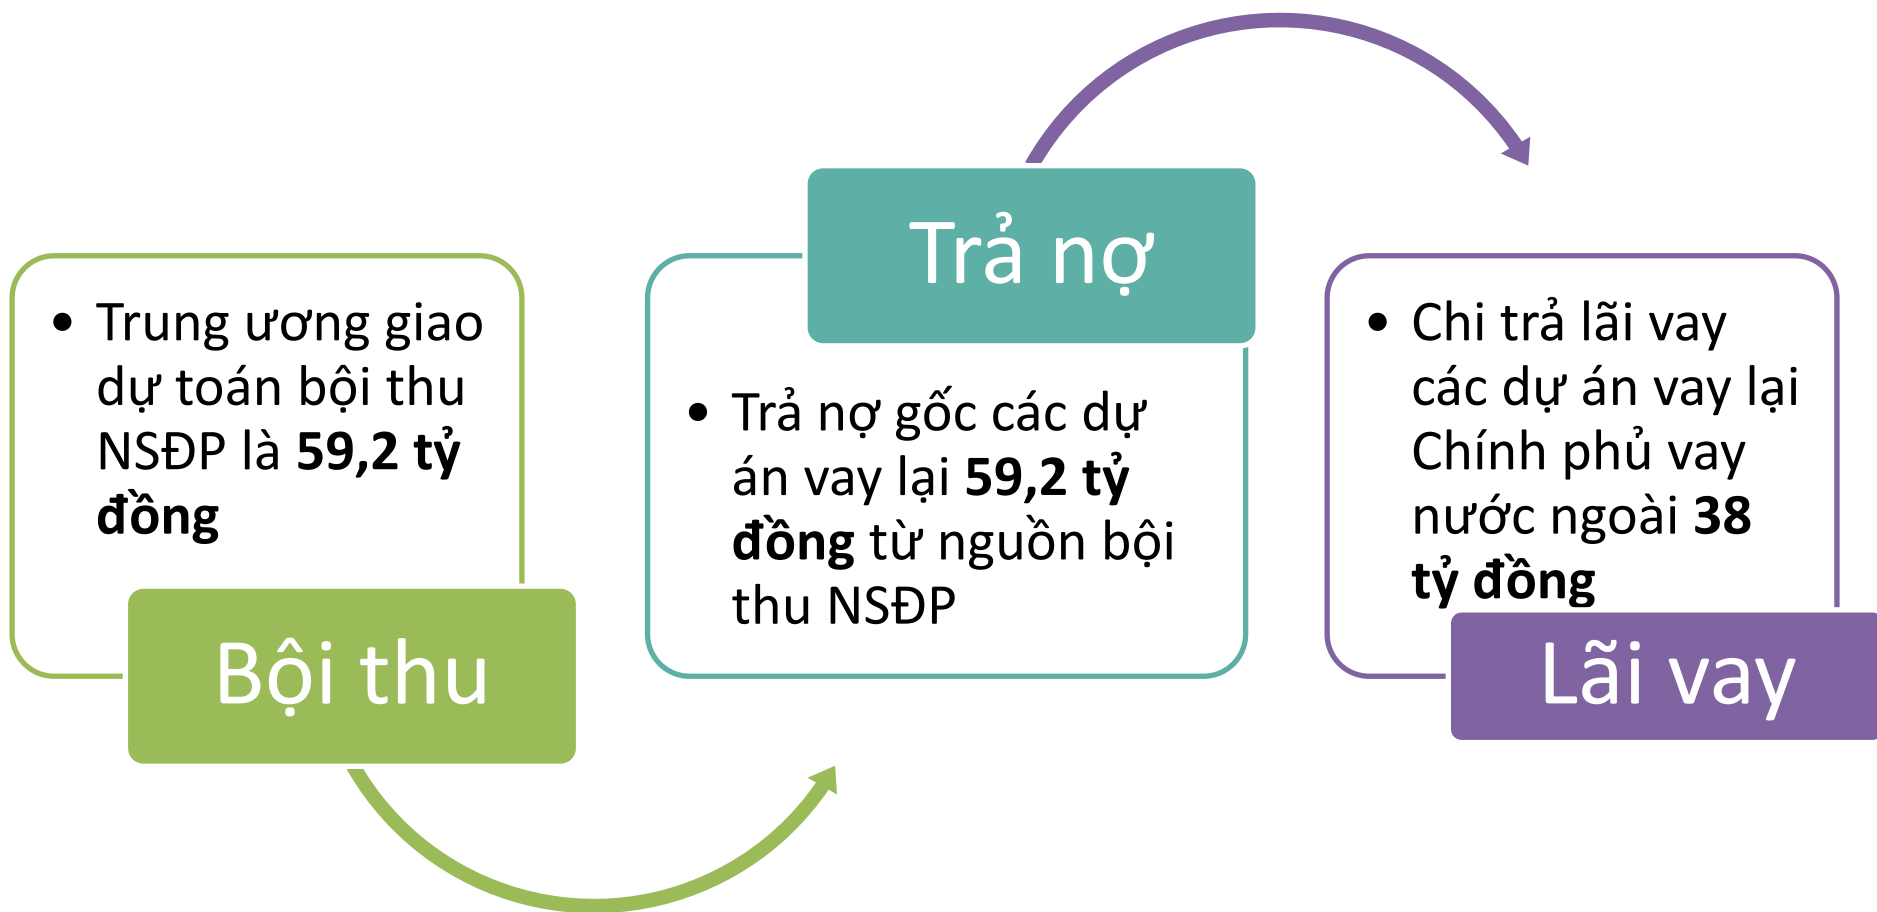 • Trung ương giao
dự toán bội thu
NSĐP là 59,2 tỷ
đồng
Bội thu
Trả nợ
• Trả nợ gốc các dự
án vay lại 59,2 tỷ
đồng từ nguồn bội
thu NSĐP
• Chi trả lãi vay
các dự án vay lại
Chính phủ vay
nước ngoài 38
tỷ đồng
Lãi vay